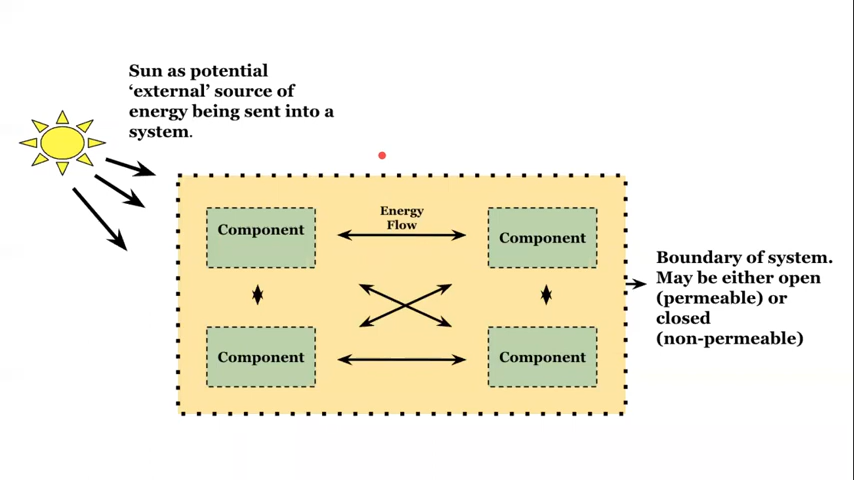 Sun as potential
‘external’ source of
energy being sent into a
system.
Energy
Flow
Component
Component
Component
Component
Boundary of system.
May be either open
(permeable) or
closed
(non-permeable)